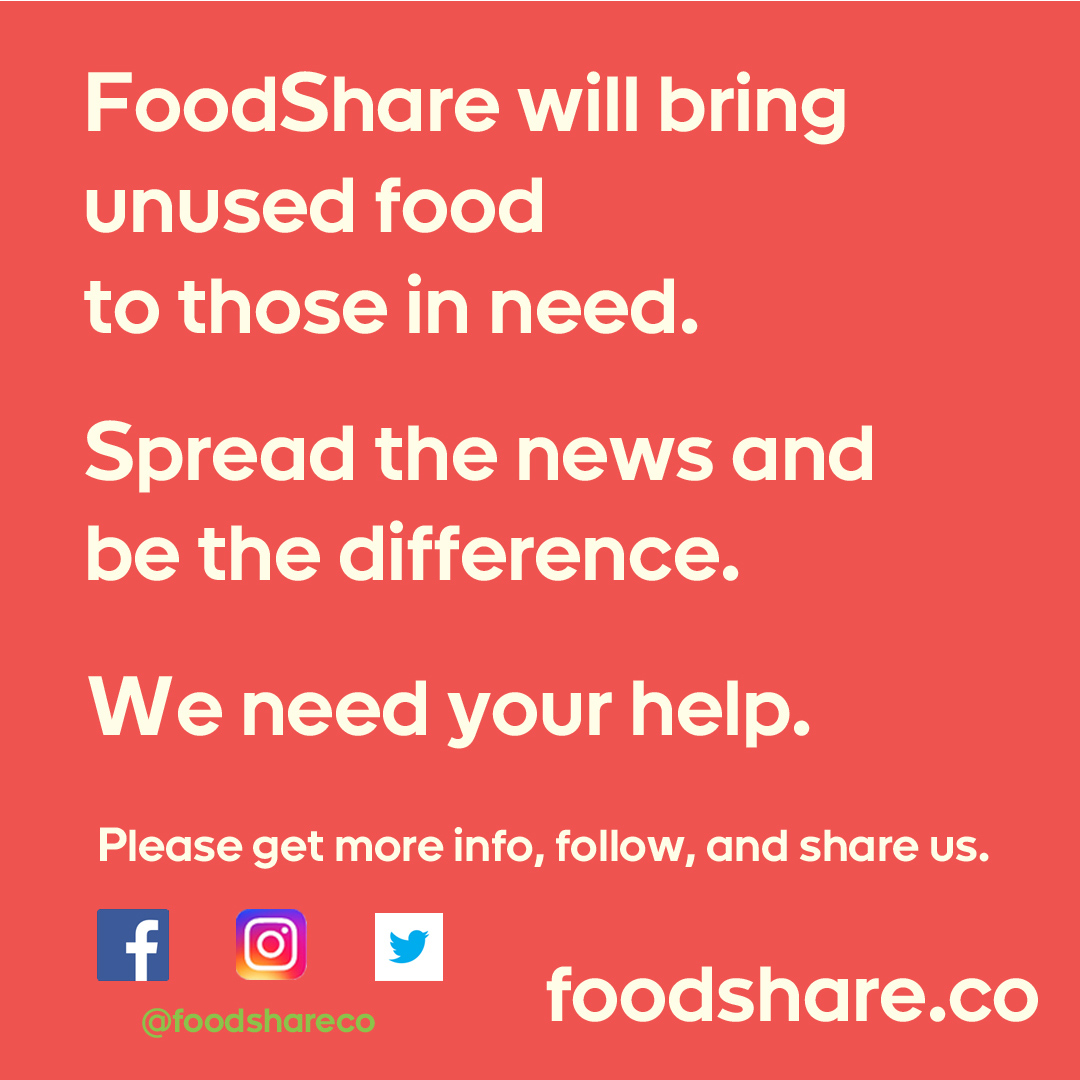 FoodShare will bring
unused food
to those in need.
Spread the news and
be the difference.
We need your help.
Please get more info, follow, and share us.
@foodshareco
foodshare.co